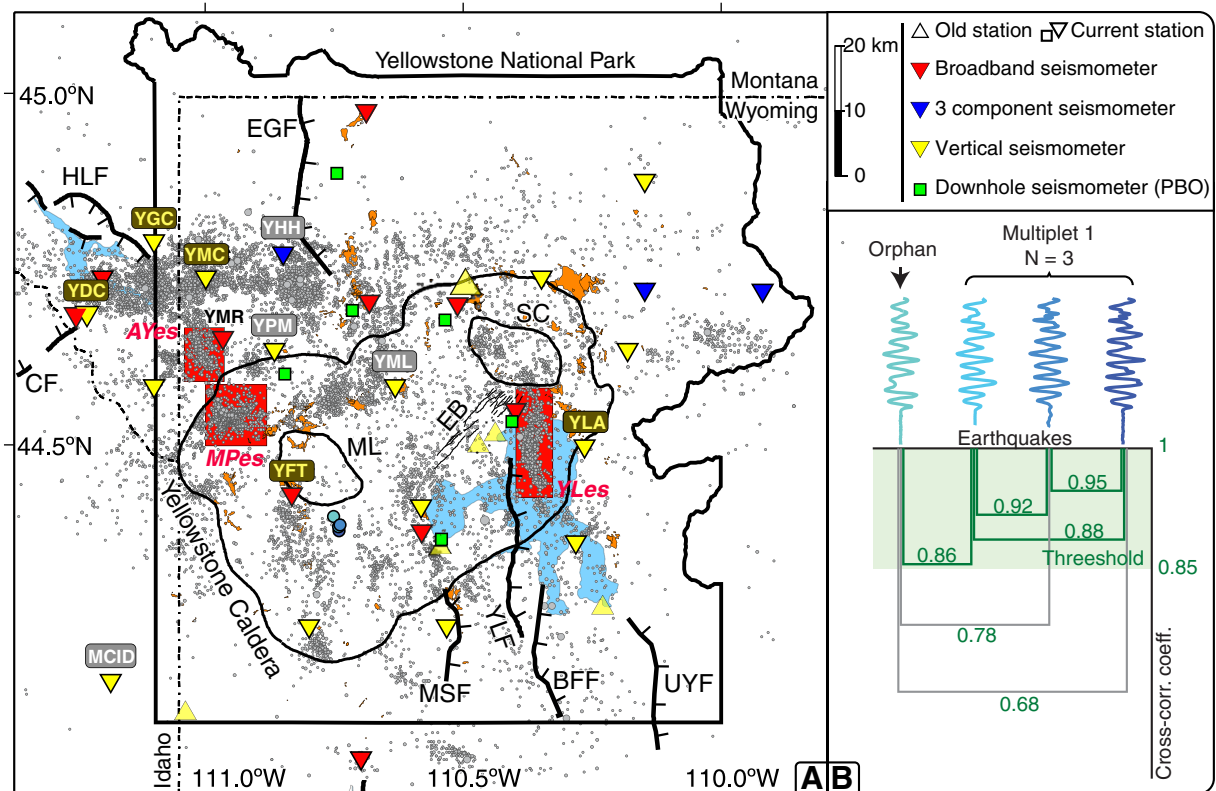 Yellowstone National Park
Montana
Wyoming
45.0°N
EGF
HLF
YGC
YHH
YMC
YDC
AYes
YMR
YPM
SC
YML
CF
EB
44.5°N
MPes
ML
YLA
YFT
YLes
Yellowstone Caldera
YLF
MCID
MSF
BFF
UYF
Idaho
111.0°W
110.5°W
110.0°W
A
B
20 km
10
0
Old station
Current station
Broadband seismometer
3 component seismometer
Vertical seismometer
Downhole seismometer (PBO)
Orphan
Multiplet 1
N = 3
Earthquakes
1
0.95
0.92
0.88
0.86
Threeshold
0.85
0.78
0.68
Cross-corr. coeff.